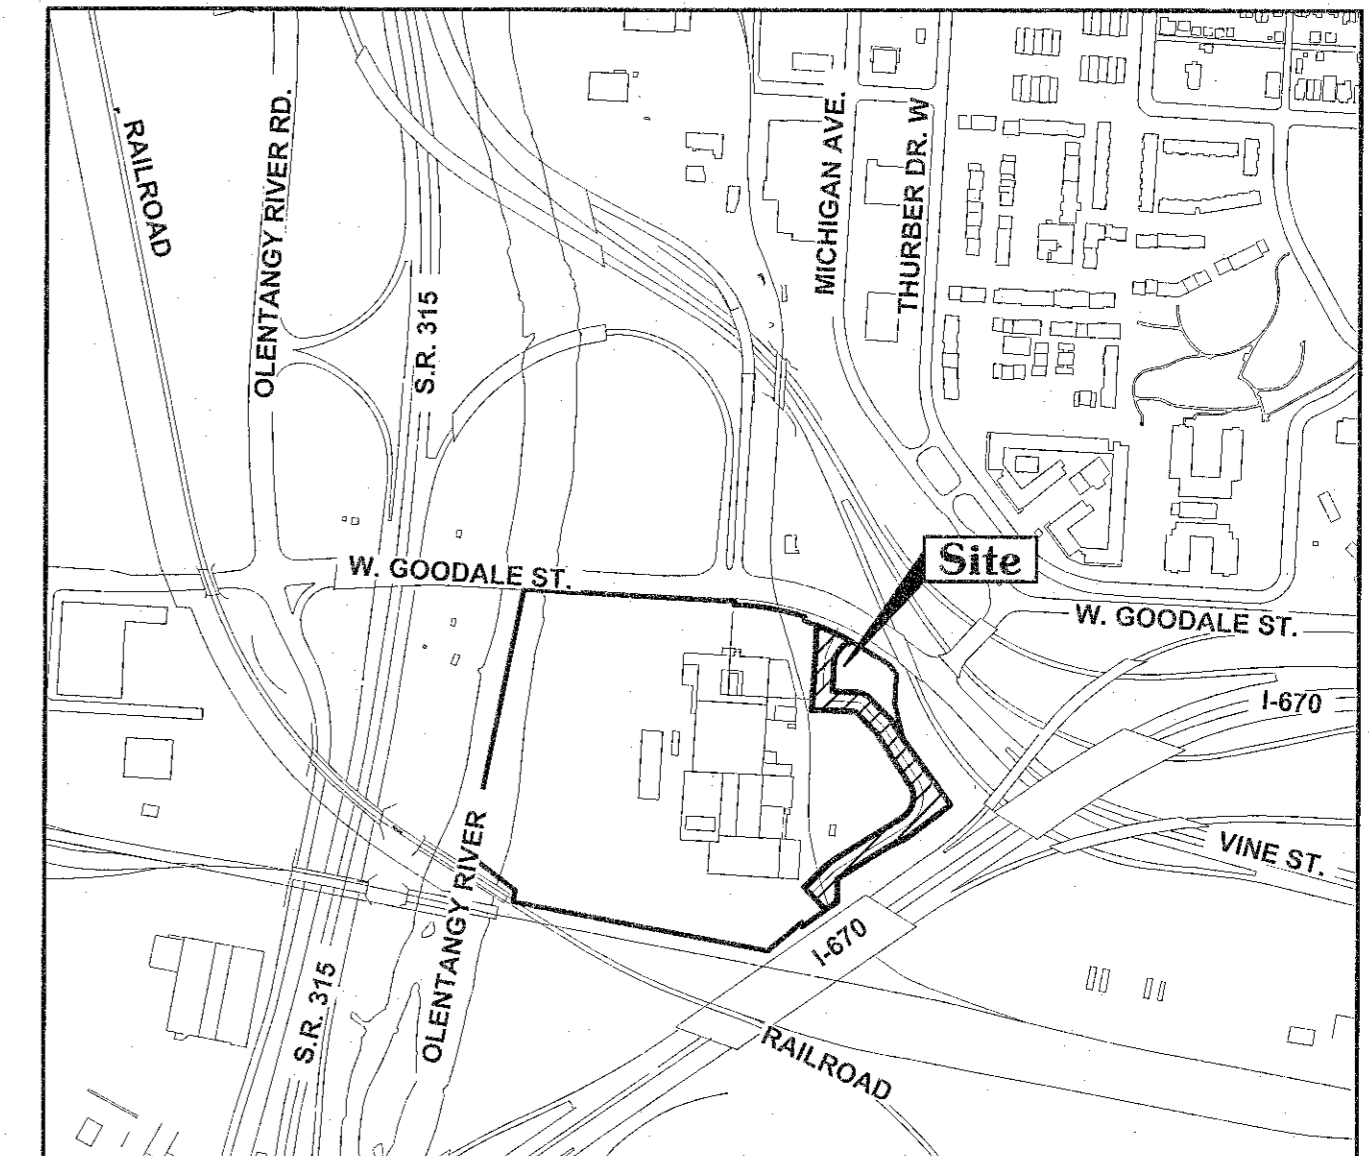 RAILROAD
OLENTANGY RIVER RD.
S.R. 315
MICHIGAN AVE.
THURBER DR. W
W. GOODALE ST.
Site
W. GOODALE ST.
I-670
VINE ST.
OLENTANGY RIVER
I-670
S.R. 315
RAILROAD